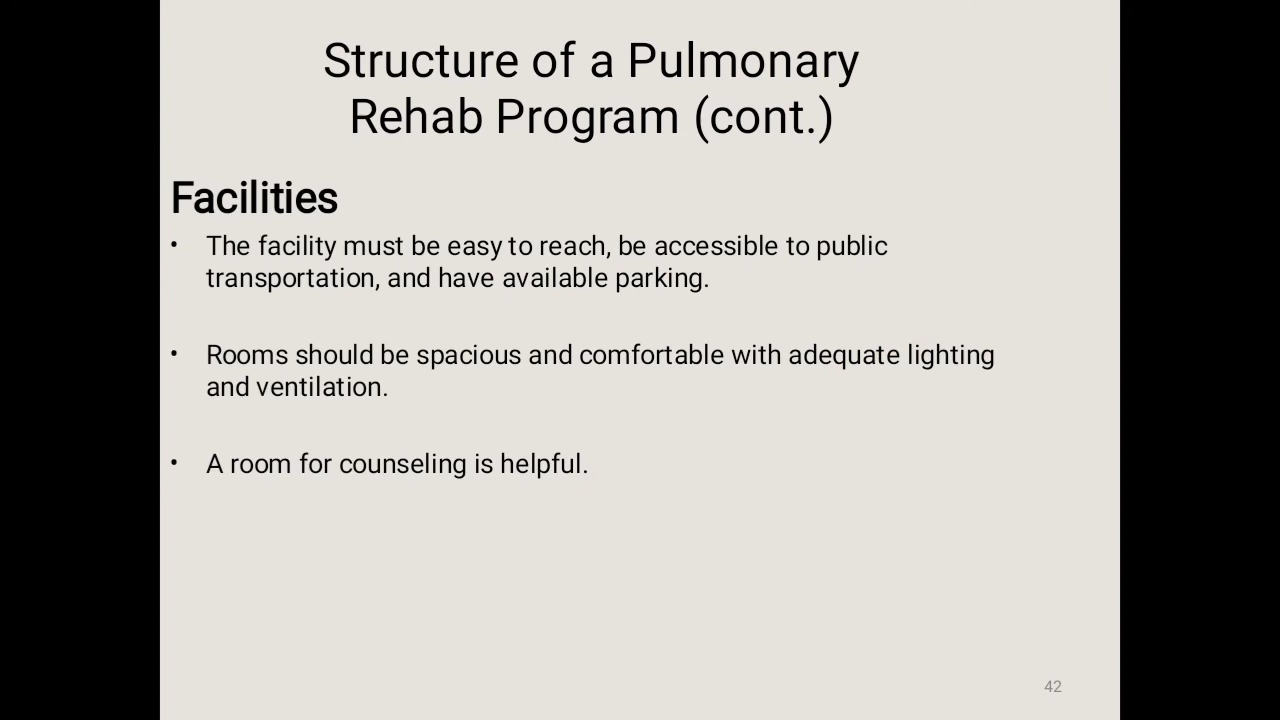 Structure of a Pulmonary
Rehab Program (cont.)
Facilities
• The facility must be easy to reach, be accessible to public
transportation, and have available parking.
• Rooms should be spacious and comfortable with adequate lighting
and ventilation.
• A room for counseling is helpful.
42